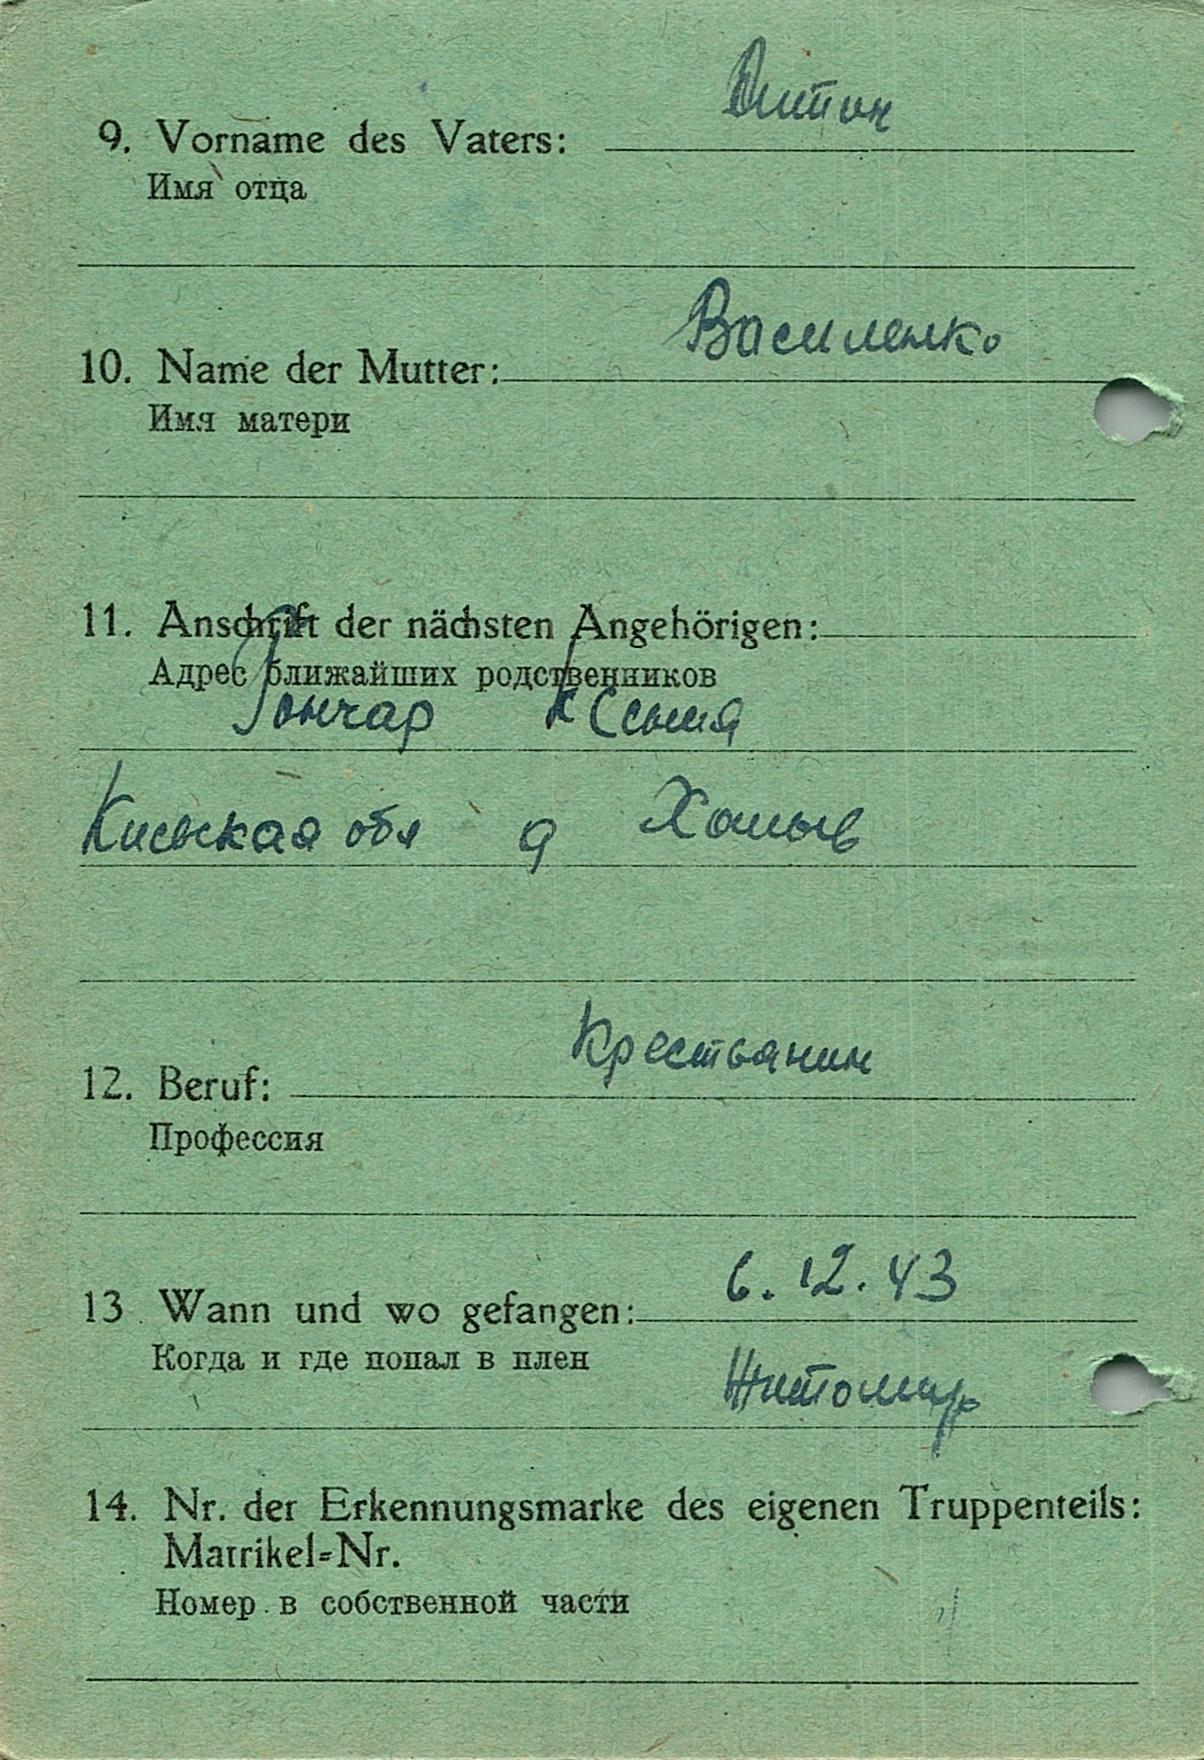 Антон
9. Vorname des Vaters:
Имя отца
Василенко
10. Name der Mutter:
Имя матери
11. Anschrift der nächsten Angehörigen:
Адрес ближайших родственников
Гончар Ксения
Киевская обл д
12. Beruf: Крестьянин
Профессия
6.12.43
13. Wann und wo gefangen:
Когда и где попал в плен
Житомир
14. Nr. der Erkennungsmarke des eigenen Truppenteils:
Matrikel=Nr.
Номер в собственной части